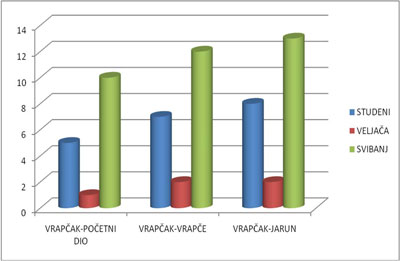 14
12
10
8
6
4
2
0
VRAPČAK-POČETNI
DIO
VRAPČAK-VRAPČE
VRAPČAK-JARUN
STUDENI
VELJAČA
SVIBANJ